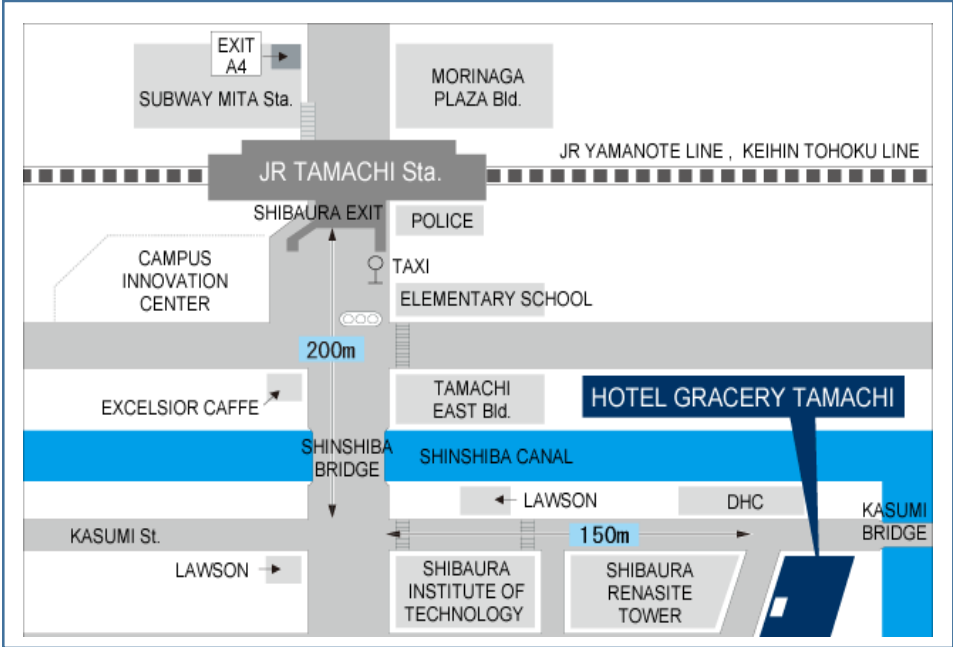 EXIT
A4
SUBWAY MITA Sta.
MORINAGA
PLAZA Bld.
JR YAMANOTE LINE , KEIHIN TOHOKU LINE
JR TAMACHI Sta.
SHIBAURA EXIT
POLICE
CAMPUS
INNOVATION
CENTER
TAXI
ELEMENTARY SCHOOL
200m
EXCELSIOR CAFFE
TAMACHI
EAST Bld.
HOTEL GRACERY TAMACHI
SHINSHIBA
BRIDGE
SHINSHIBA CANAL
LAWSON
DHC
KASUMI
BRIDGE
KASUMI St.
150m
LAWSON
SHIBAURA
INSTITUTE OF
TECHNOLOGY
SHIBAURA
RENASITE
TOWER